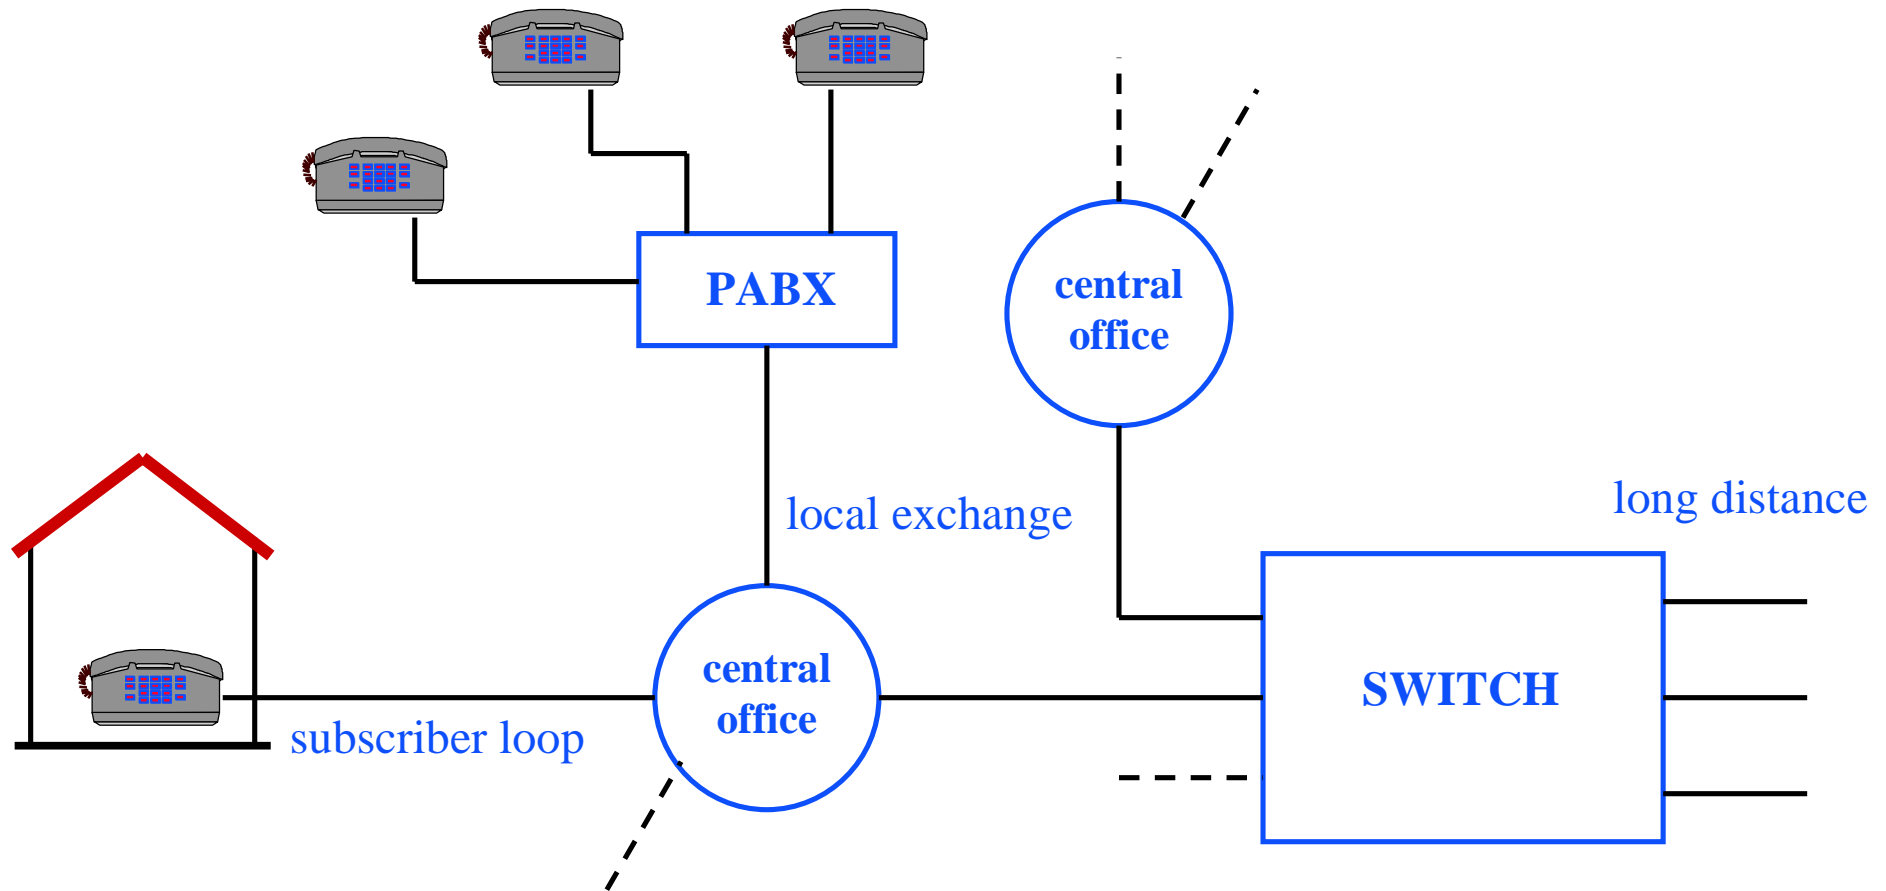 PABX
central
office
local exchange
long distance
central
office
SWITCH
subscriber loop